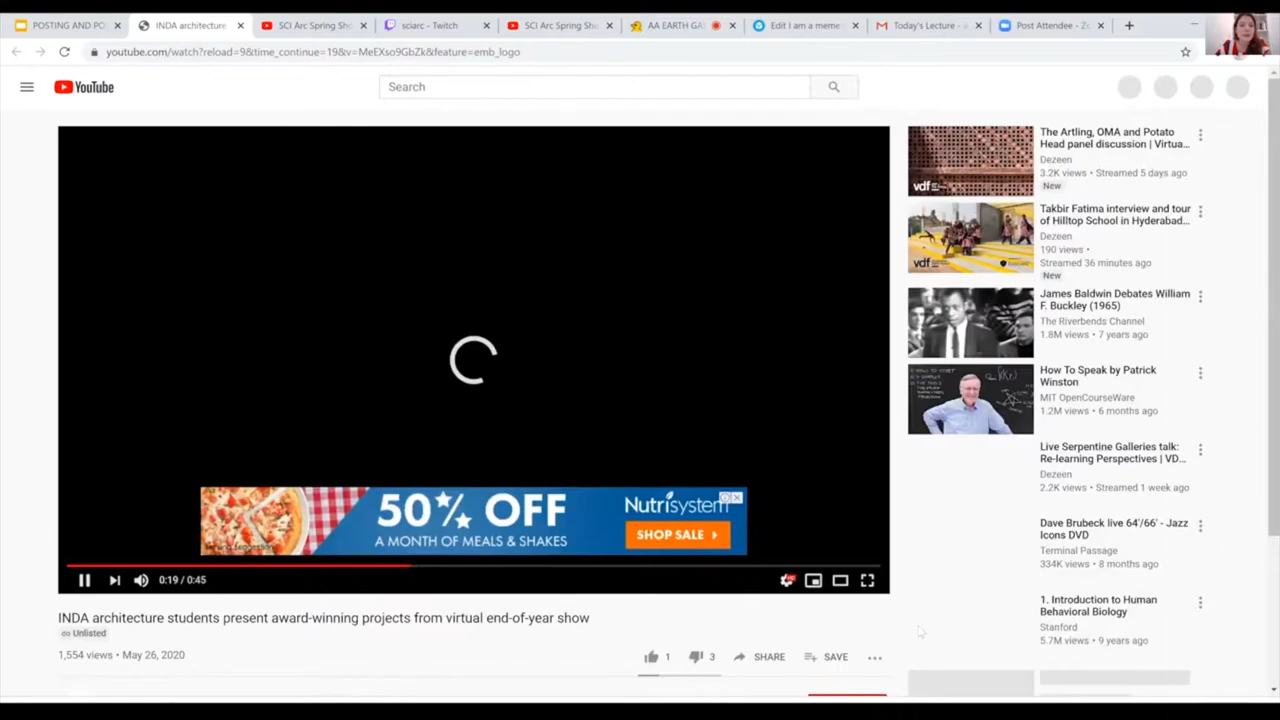 POSTING AND PO
INDA architecture
SCI Arc Spring Sho
sciarc - Twitch
SCI Arc Spring Sho
AA EARTH GA
Edit I am a meme
Today's Lecture - a
Post Attendee - Zo
youtube.com/watch?reload=9&time_continue=19&v=MeEXso9GbZk&feature=emb_logo
YouTube
Search
The Artling, OMA and Potato
Head panel discussion | Virtua...
Dezeen
3.2K views • Streamed 5 days ago
New
vdf
Takbir Fatima interview and tour
of Hilltop School in Hyderabad...
Dezeen
190 views •
Streamed 36 minutes ago
New
vdf
James Baldwin Debates William
F. Buckley (1965)
The Riverbends Channel
1.8M views • 7 years ago
How To Speak by Patrick
Winston
MIT OpenCourseWare
1.2M views • 6 months ago
Live Serpentine Galleries talk:
Re-learning Perspectives | VD...
Dezeen
2.2K views • Streamed 1 week ago
Dave Brubeck live 64'/66' - Jazz
Icons DVD
Terminal Passage
334K views • 8 months ago
1. Introduction to Human
Behavioral Biology
Stanford
5.7M views • 9 years ago
50% OFF
A MONTH OF MEALS & SHAKES
Nutrisystem
SHOP SALE
0:19 / 0:45
INDA architecture students present award-winning projects from virtual end-of-year show
Unlisted
1,554 views • May 26, 2020
1
3
SHARE
SAVE